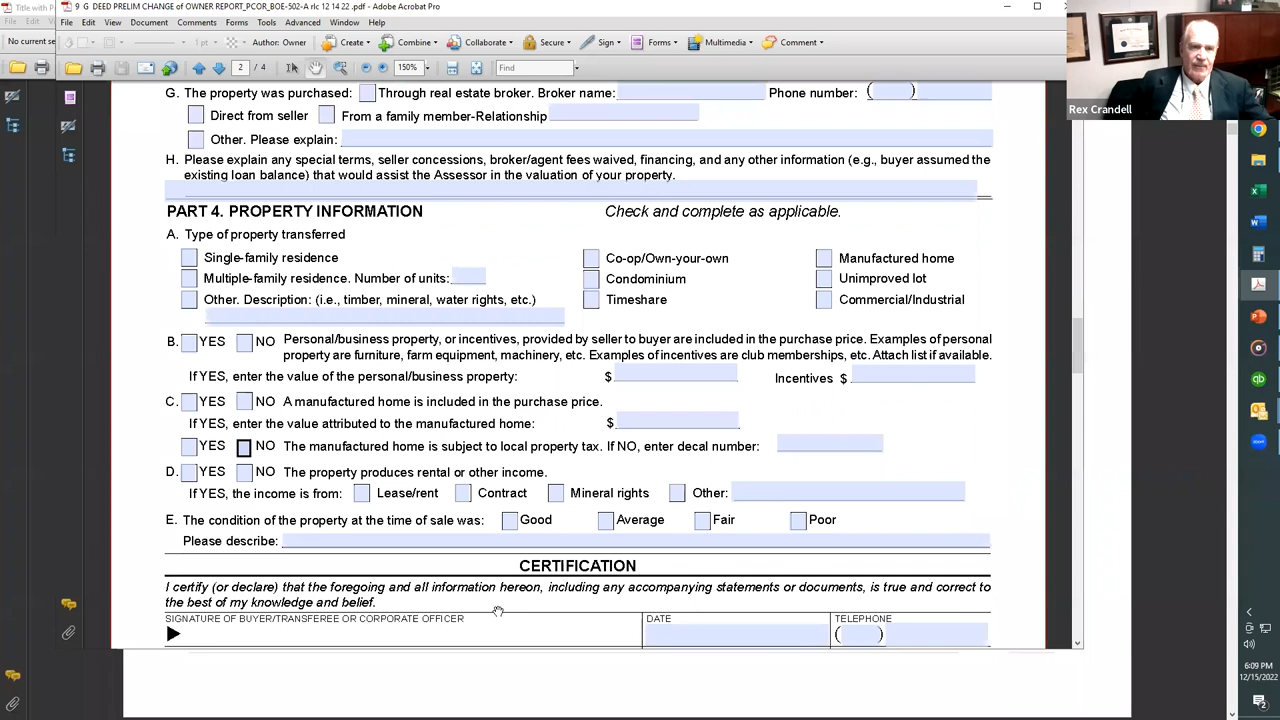 9 G DEED PRELIM CHANGE of OWNER REPORT_PCOR_BOE-502-A rlc 12 14 22 .pdf - Adobe Acrobat Pro
File View Document Comments Forms Tools Advanced Window Help
Author: Owner Create Combine Collaborate Secure Forms Multimedia Comment
No current se
2 / 4 150% Find
Rex Crandell
G. The property was purchased: Through real estate broker. Broker name: Phone number: ( )
Direct from seller From a family member-Relationship
Other. Please explain:
H. Please explain any special terms, seller concessions, broker/agent fees waived, financing, and any other information (e.g., buyer assumed the
existing loan balance) that would assist the Assessor in the valuation of your property.
PART 4. PROPERTY INFORMATION Check and complete as applicable.
A. Type of property transferred
Single-family residence Co-op/Own-your-own Manufactured home
Multiple-family residence. Number of units: Condominium Unimproved lot
Other. Description: (i.e., timber, mineral, water rights, etc.) Timeshare Commercial/Industrial
B. YES NO Personal/business property, or incentives, provided by seller to buyer are included in the purchase price. Examples of personal
property are furniture, farm equipment, machinery, etc. Examples of incentives are club memberships, etc. Attach list if available.
If YES, enter the value of the personal/business property: $ Incentives $
C. YES NO A manufactured home is included in the purchase price.
If YES, enter the value attributed to the manufactured home: $
YES NO The manufactured home is subject to local property tax. If NO, enter decal number:
D. YES NO The property produces rental or other income.
If YES, the income is from: Lease/rent Contract Mineral rights Other:
E. The condition of the property at the time of sale was: Good Average Fair Poor
Please describe:
CERTIFICATION
I certify (or declare) that the foregoing and all information hereon, including any accompanying statements or documents, is true and correct to
the best of my knowledge and belief.
SIGNATURE OF BUYER/TRANSFEREE OR CORPORATE OFFICER DATE TELEPHONE
( )
6:09 PM
12/15/2022